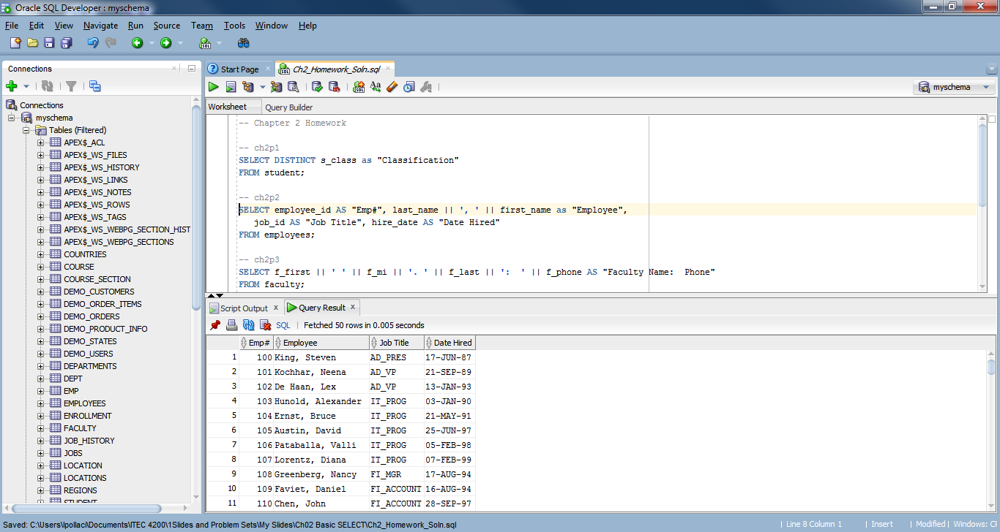 Oracle SQL Developer : myschema
File Edit View Navigate Run Source Team Tools Window Help
Connections
Connections
myschema
Tables (Filtered)
APEX$_ACL
APEX$_WS_FILES
APEX$_WS_HISTORY
APEX$_WS_LINKS
APEX$_WS_NOTES
APEX$_WS_ROWS
APEX$_WS_TAGS
APEX$_WS_WEBPG_SECTION_HIST
APEX$_WS_WEBPG_SECTIONS
COUNTRIES
COURSE
COURSE_SECTION
DEMO_CUSTOMERS
DEMO_ORDER_ITEMS
DEMO_ORDERS
DEMO_PRODUCT_INFO
DEMO_STATES
DEMO_USERS
DEPARTMENTS
DEPT
EMP
EMPLOYEES
ENROLLMENT
FACULTY
JOB_HISTORY
JOBS
LOCATION
LOCATIONS
REGIONS
STUDENT
Start Page Ch2_Homework_Soln.sql
myschema
Worksheet Query Builder
-- Chapter 2 Homework
-- ch2p1
SELECT DISTINCT s_class as "Classification"
FROM student;
-- ch2p2
SELECT employee_id AS "Emp#", last_name || ', ' || first_name as "Employee",
job_id AS "Job Title", hire_date AS "Date Hired"
FROM employees;
-- ch2p3
SELECT f_first || ' ' || f_mi || '. ' || f_last || ':  ' || f_phone AS "Faculty Name:  Phone"
FROM faculty;
Script Output x Query Result x
SQL | Fetched 50 rows in 0.005 seconds
Emp# Employee Job Title Date Hired
1 100 King, Steven AD_PRES 17-JUN-87
2 101 Kochhar, Neena AD_VP 21-SEP-89
3 102 De Haan, Lex AD_VP 13-JAN-93
4 103 Hunold, Alexander IT_PROG 03-JAN-90
5 104 Ernst, Bruce IT_PROG 21-MAY-91
6 105 Austin, David IT_PROG 25-JUN-97
7 106 Pataballa, Valli IT_PROG 05-FEB-98
8 107 Lorentz, Diana IT_PROG 07-FEB-99
9 108 Greenberg, Nancy FI_MGR 17-AUG-94
10 109 Faviet, Daniel FI_ACCOUNT 16-AUG-94
11 110 Chen, John FI_ACCOUNT 28-SEP-97
Saved: C:\Users\lpollaci\Documents\ITEC 4200\1Slides and Problem Sets\My Slides\Ch02 Basic SELECT\Ch2_Homework_Soln.sql
| Line 8 Column 1 | Insert | Modified | Windows: CF